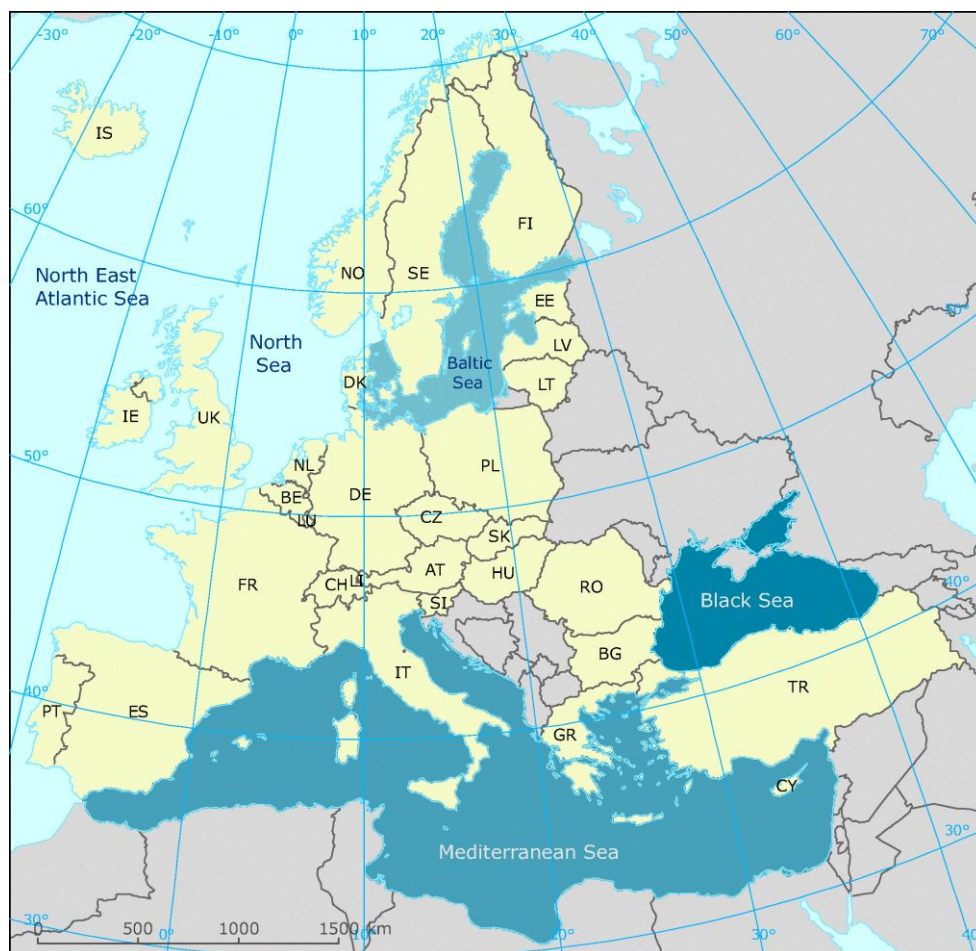 -30°
-20°
-10°
0°
10°
20°
30°
40°
50°
60°
70°
IS
60°
FI
North East
Atlantic Sea
NO
SE
EE
50°
North
Sea
LV
Baltic
Sea
DK
LT
IE
UK
50°
NL
PL
BE
DE
LU
CZ
SK
FR
CH
LI
AT
HU
RO
40°
SI
Black Sea
BG
IT
TR
40°
PT
ES
GR
CY
30°
Mediterranean Sea
30°
0
500
1000
1500 km
0°
10°
20°
30°
40°